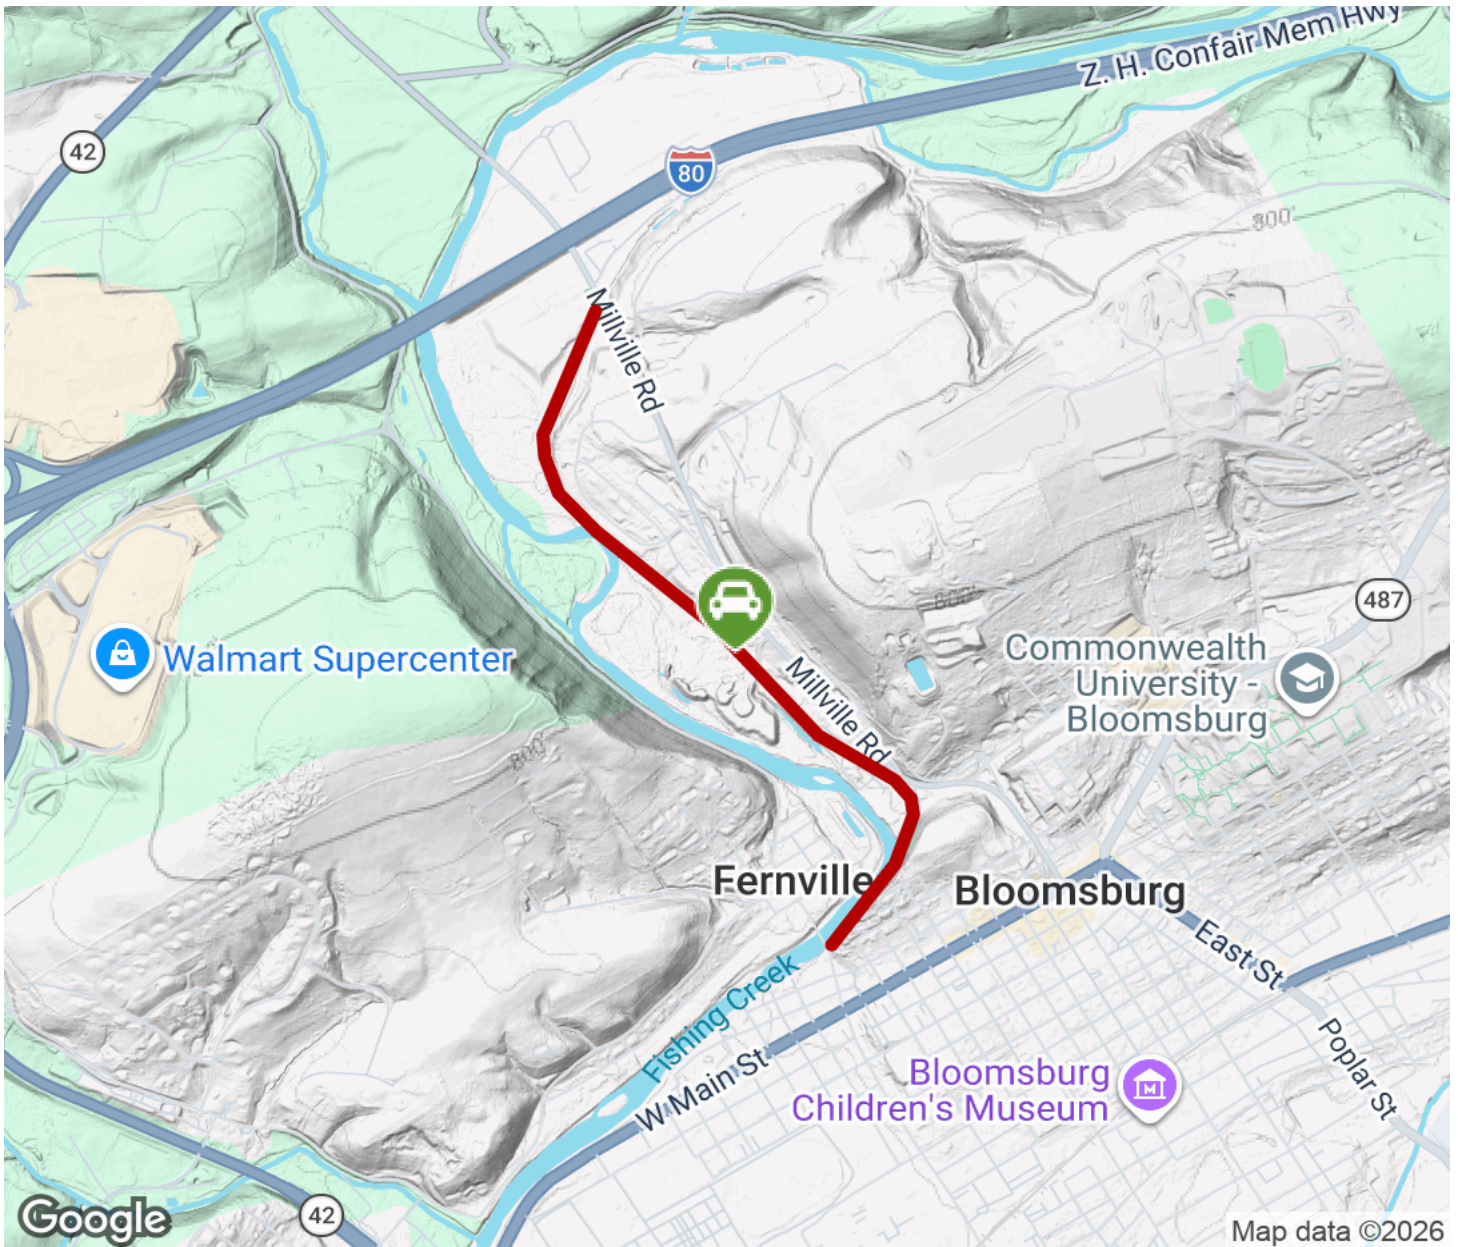 Z. H. Confair Mem Hwy
42
80
800'
Millville Rd
487
Commonwealth
University -
Bloomsburg
Walmart Supercenter
Millville Rd
Fernville
Bloomsburg
East St
Fishing Creek
W Main St
Poplar St
Bloomsburg
Children's Museum
42
Google
Map data ©2026